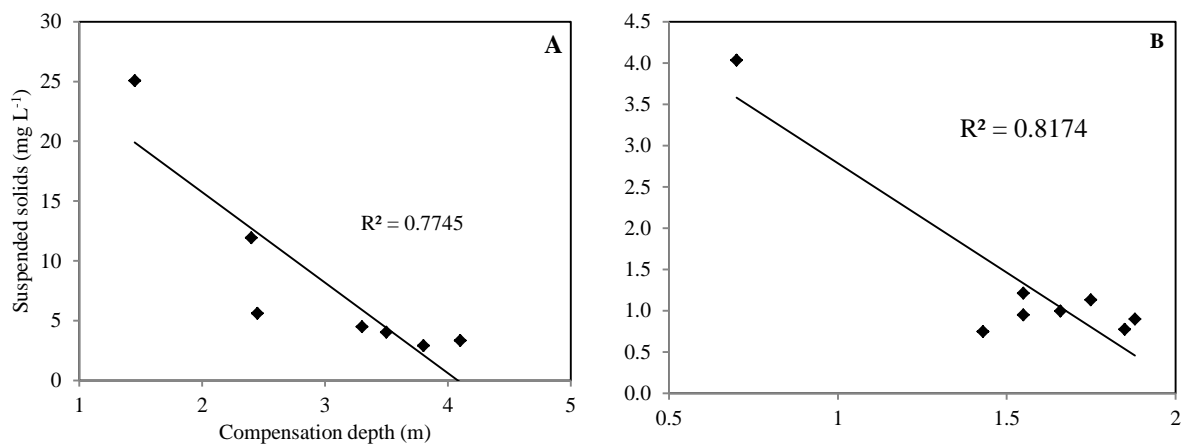 A
Suspended solids (mg L⁻¹)
30
25
20
15
10
5
0
R² = 0.7745
1 2 3 4 5
Compensation depth (m)
B
4.5
4.0
3.5
3.0
2.5
2.0
1.5
1.0
0.5
0.0
R² = 0.8174
0.5 1 1.5 2